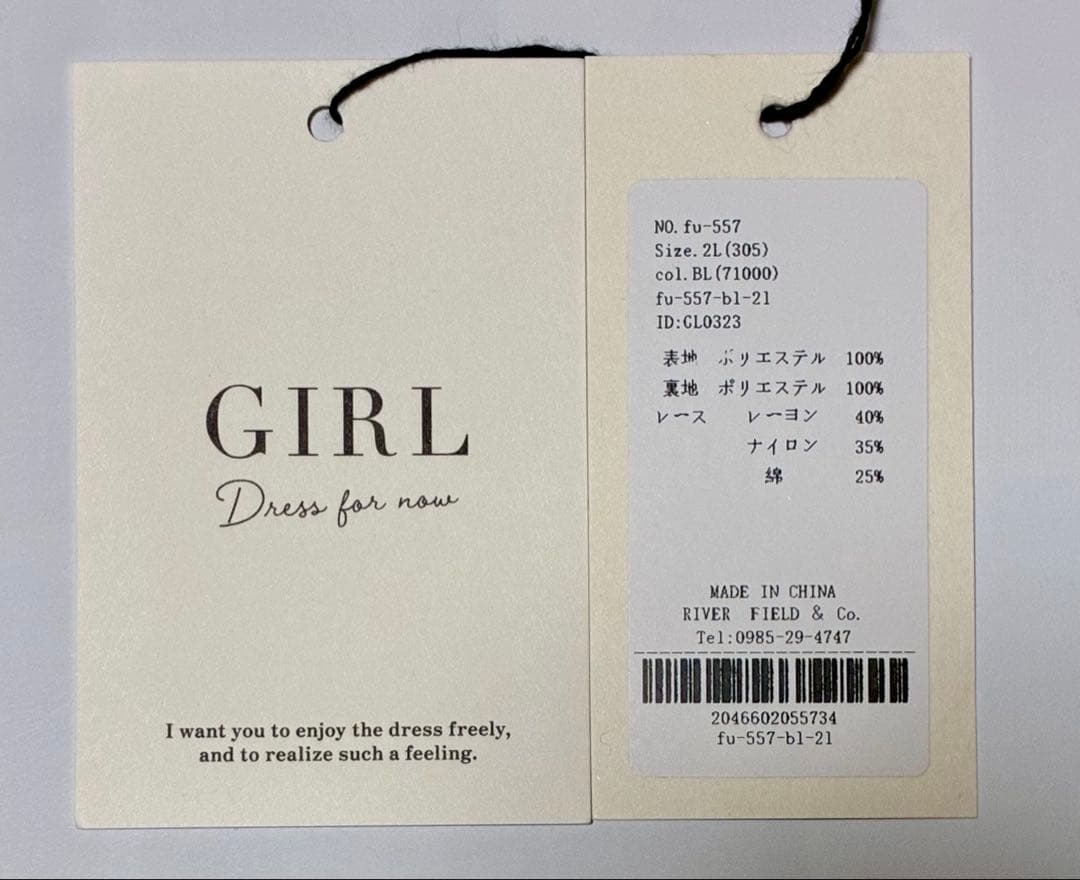 GIRL
Dress for now
I want you to enjoy the dress freely,
and to realize such a feeling.
NO. fu-557
Size. 2L(305)
col. BL(71000)
fu-557-bl-2l
ID:CL0323
表地 ポリエステル 100%
裏地 ポリエステル 100%
レース レーヨン 40%
ナイロン 35%
綿 25%
MADE IN CHINA
RIVER FIELD & Co.
Tel:0985-29-4747
2046602055734
fu-557-bl-2l